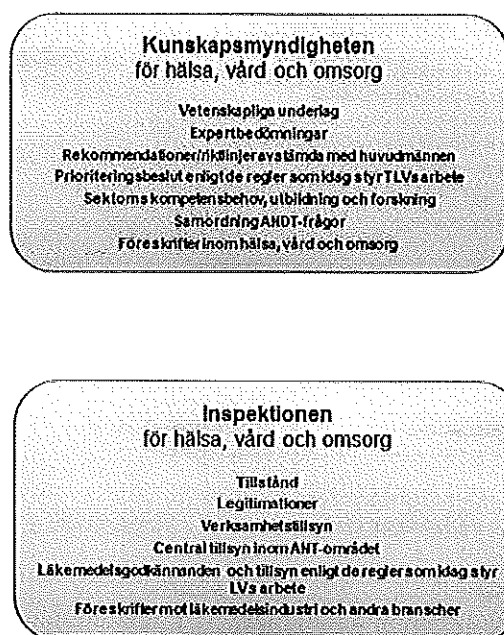 Kunskapsmyndigheten
för hälsa, vård och omsorg
Vetenskapliga underlag
Expertbedömningar
Rekommendationer/riktlinjer avstämda med huvudmännen
Prioriteringsbeslut enligt de regler som idag styr TLVs arbete
Sektorns kompetensbehov, utbildning och forskning
Samordning ANDT-frågor
Föreskrifter inom hälsa, vård och omsorg
Inspektionen
för hälsa, vård och omsorg
Tillstånd
Legitimationer
Verksamhetstillsyn
Central tillsyn inom ANT-området
Läkemedelsgodkännanden och tillsyn enligt de regler som idag styr
LVs arbete
Föreskrifter mot läkemedelsindustri och andra branscher